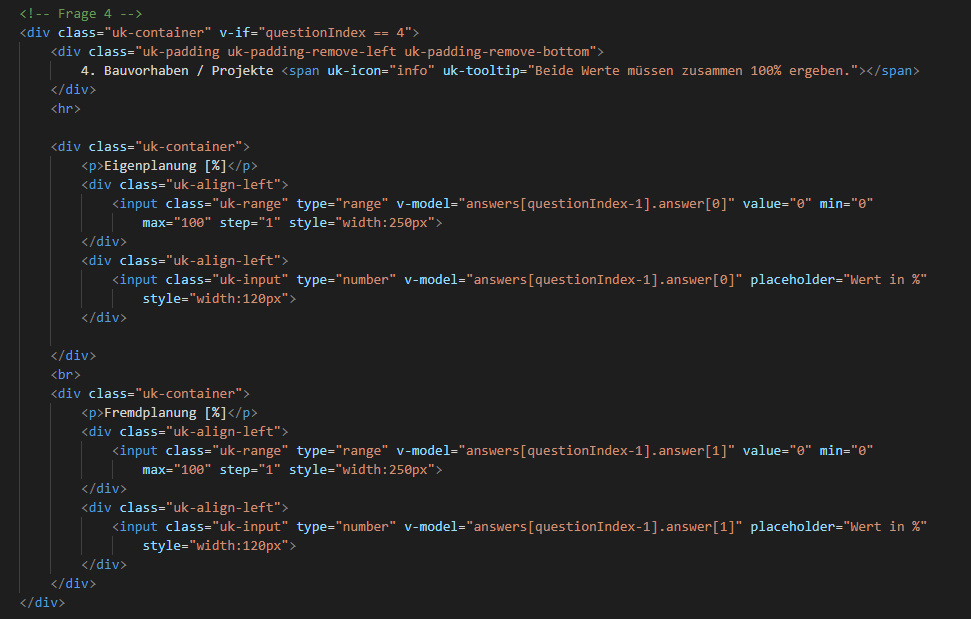 <!-- Frage 4 -->
<div class="uk-container" v-if="questionIndex == 4">
<div class="uk-padding uk-padding-remove-left uk-padding-remove-bottom">
4. Bauvorhaben / Projekte <span uk-icon="info" uk-tooltip="Beide Werte müssen zusammen 100% ergeben."></span>
</div>
<hr>
<div class="uk-container">
<p>Eigenplanung [%]</p>
<div class="uk-align-left">
<input class="uk-range" type="range" v-model="answers[questionIndex-1].answer[0]" value="0" min="0"
max="100" step="1" style="width:250px">
</div>
<div class="uk-align-left">
<input class="uk-input" type="number" v-model="answers[questionIndex-1].answer[0]" placeholder="Wert in %"
style="width:120px">
</div>
</div>
<br>
<div class="uk-container">
<p>Fremdplanung [%]</p>
<div class="uk-align-left">
<input class="uk-range" type="range" v-model="answers[questionIndex-1].answer[1]" value="0" min="0"
max="100" step="1" style="width:250px">
</div>
<div class="uk-align-left">
<input class="uk-input" type="number" v-model="answers[questionIndex-1].answer[1]" placeholder="Wert in %"
style="width:120px">
</div>
</div>
</div>